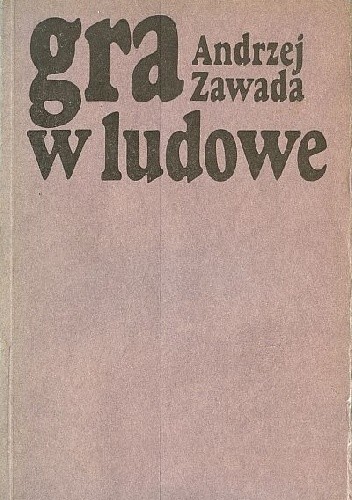 gra
Andrzej
Zawada
w ludowe